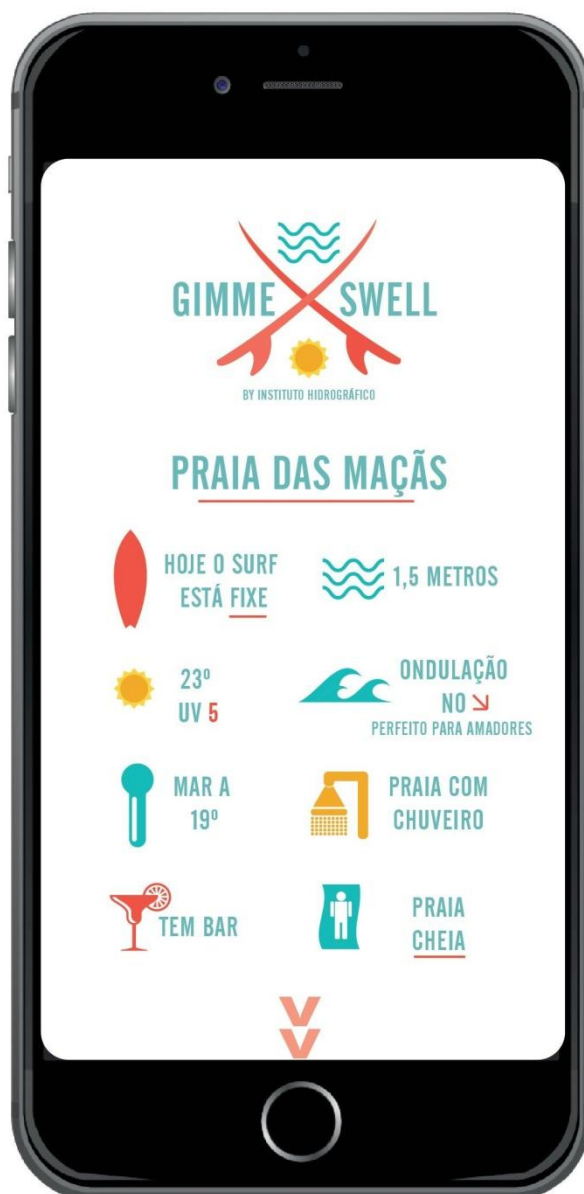 GIMME SWELL
BY INSTITUTO HIDROGRÁFICO
PRAIA DAS MAÇÃS
HOJE O SURF
ESTÁ FIXE
1,5 METROS
23º
UV 5
ONDULAÇÃO
NO
PERFEITO PARA AMADORES
MAR A
19º
PRAIA COM
CHUVEIRO
TEM BAR
PRAIA
CHEIA